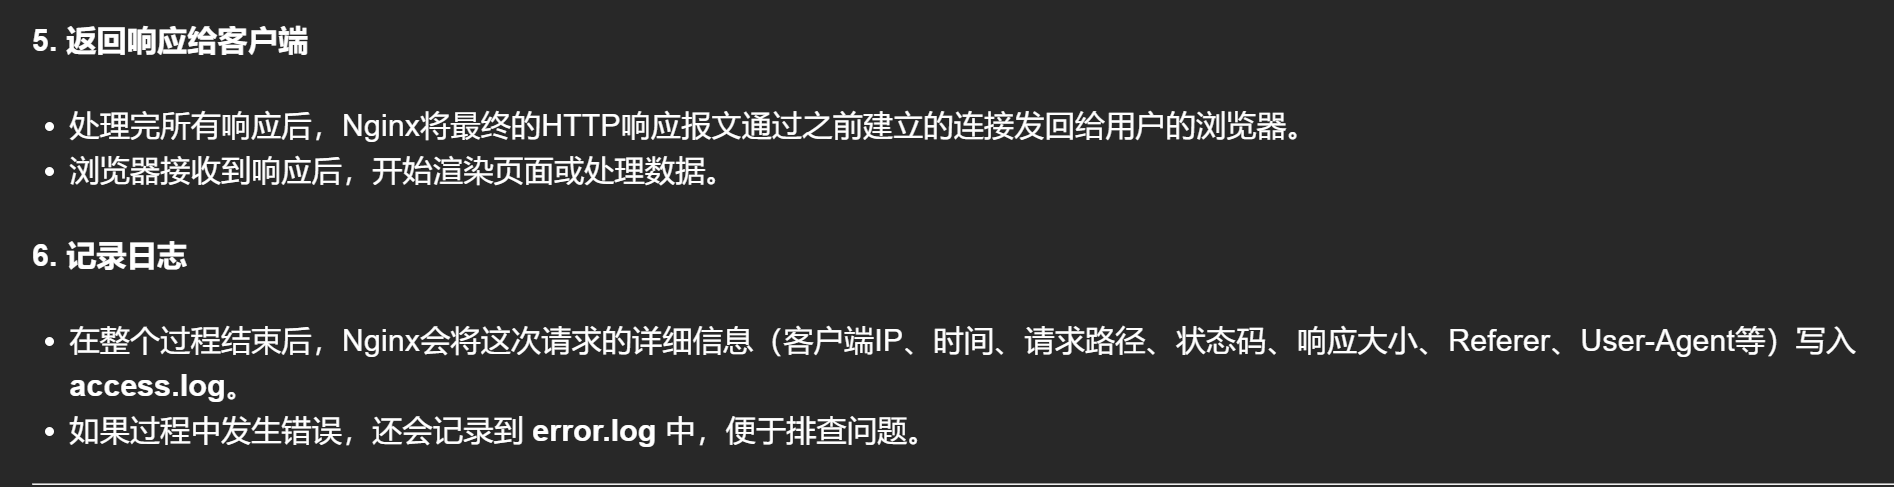 5. 返回响应给客户端
• 处理完所有响应后，Nginx将最终的HTTP响应报文通过之前建立的连接发回给用户的浏览器。
• 浏览器接收到响应后，开始渲染页面或处理数据。
6. 记录日志
• 在整个过程结束后，Nginx会将这次请求的详细信息（客户端IP、时间、请求路径、状态码、响应大小、Referer、User-Agent等）写入
access.log。
• 如果过程中发生错误，还会记录到 error.log 中，便于排查问题。